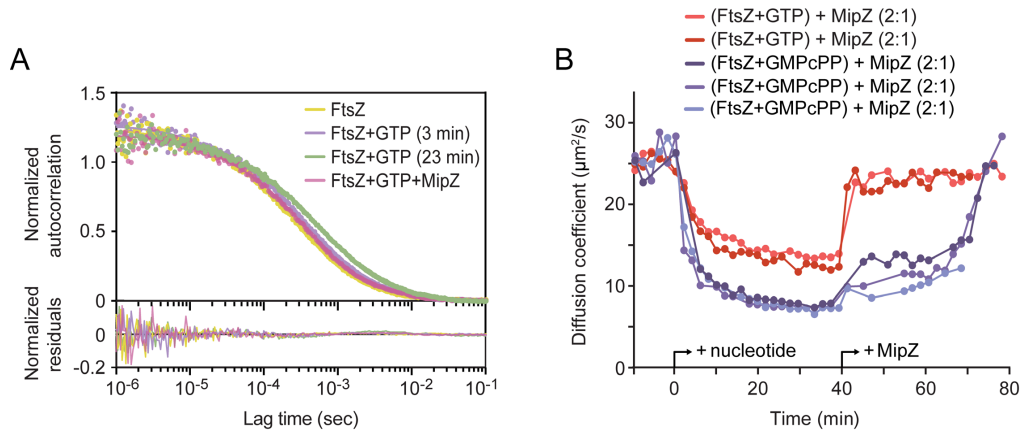 A
Normalized
autocorrelation
1.5
1.0
0.5
0
FtsZ
FtsZ+GTP (3 min)
FtsZ+GTP (23 min)
FtsZ+GTP+MipZ
Normalized
residuals
0
-0.2
10-6 10-5 10-4 10-3 10-2 10-1
Lag time (sec)
B
(FtsZ+GTP) + MipZ (2:1)
(FtsZ+GTP) + MipZ (2:1)
(FtsZ+GMPcPP) + MipZ (2:1)
(FtsZ+GMPcPP) + MipZ (2:1)
(FtsZ+GMPcPP) + MipZ (2:1)
Diffusion coefficient (µm²/s)
30
20
10
0
+ nucleotide
+ MipZ
0 20 40 60 80
Time (min)